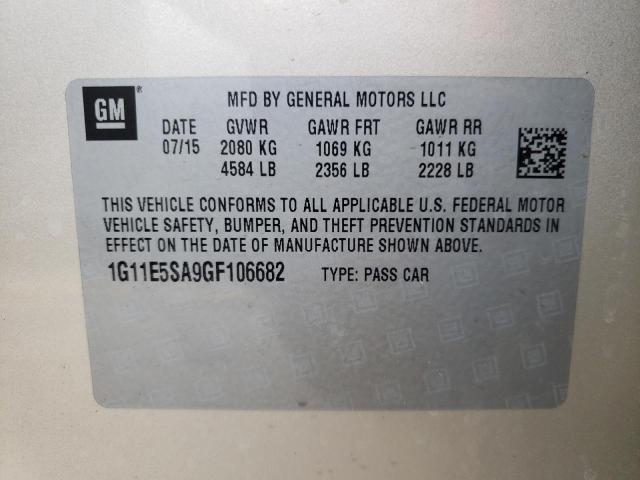 GM®
MFD BY GENERAL MOTORS LLC
DATE GVWR GAWR FRT GAWR RR
07/15 2080 KG 1069 KG 1011 KG
4584 LB 2356 LB 2228 LB
THIS VEHICLE CONFORMS TO ALL APPLICABLE U.S. FEDERAL MOTOR
VEHICLE SAFETY, BUMPER, AND THEFT PREVENTION STANDARDS IN
EFFECT ON THE DATE OF MANUFACTURE SHOWN ABOVE.
1G11E5SA9GF106682 TYPE: PASS CAR